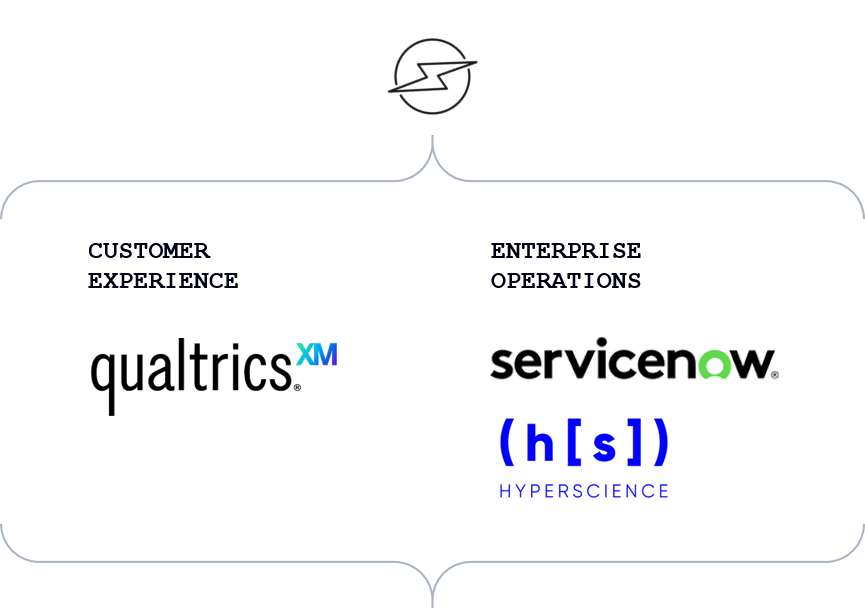 CUSTOMER
EXPERIENCE
qualtrics.XM
®
ENTERPRISE
OPERATIONS
servicenow.®
(h[s])
HYPERSCIENCE